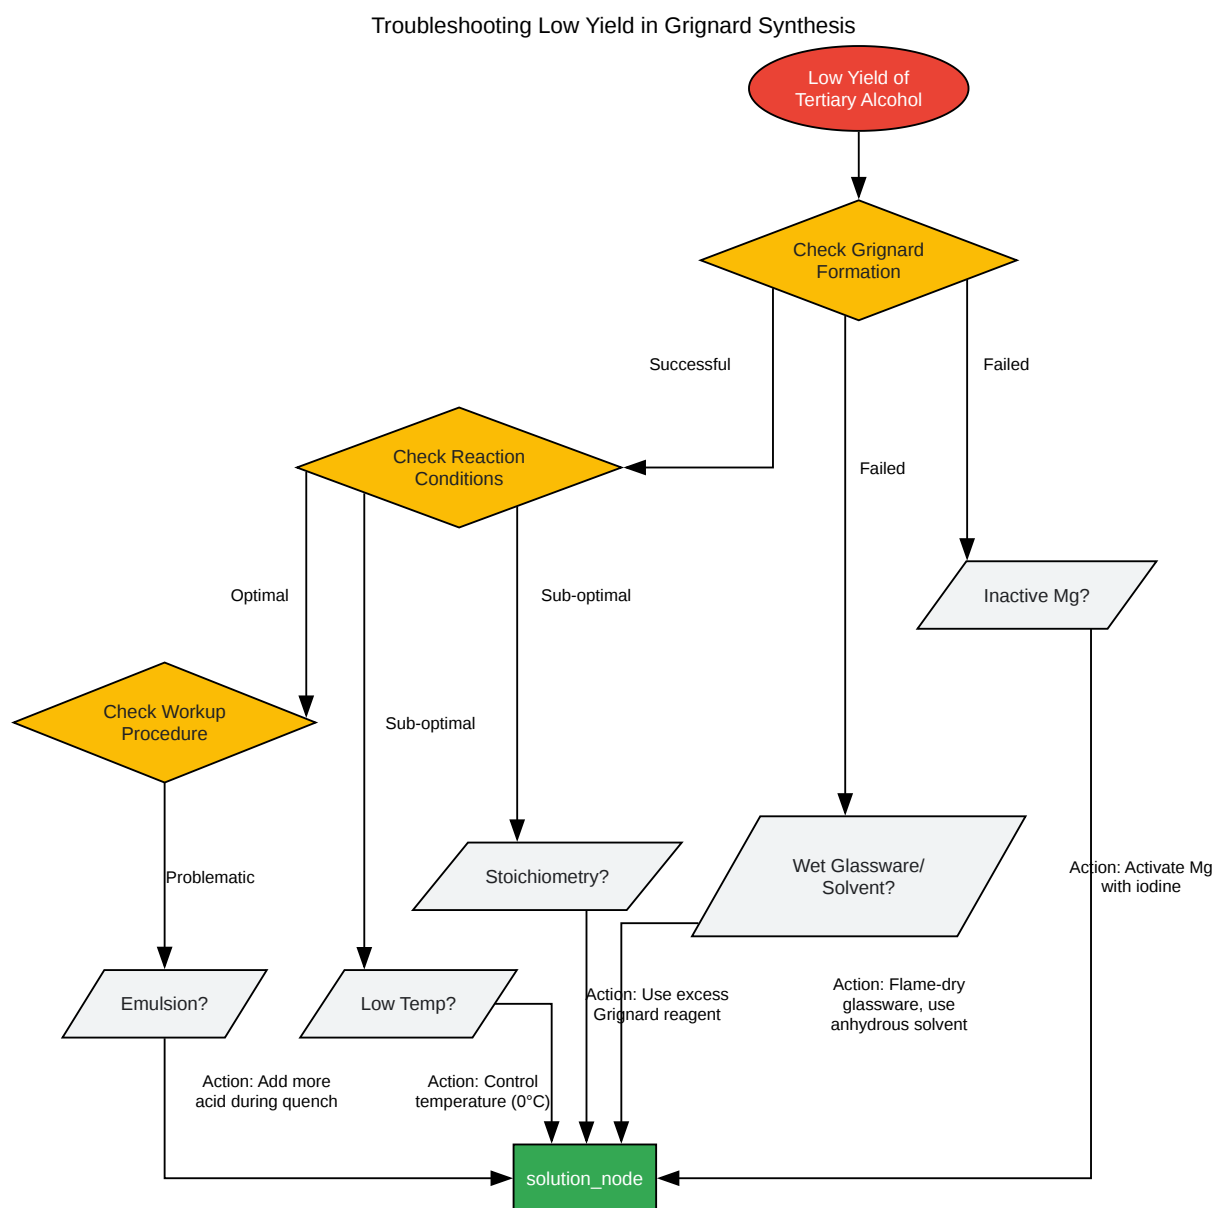 Troubleshooting Low Yield in Grignard Synthesis
Low Yield of
Tertiary Alcohol
Check Grignard
Formation
Successful
Failed
Check Reaction
Conditions
Failed
Optimal
Sub-optimal
Inactive Mg?
Check Workup
Procedure
Sub-optimal
Problematic
Stoichiometry?
Wet Glassware/
Solvent?
Action: Activate Mg
with iodine
Emulsion?
Low Temp?
Action: Use excess
Grignard reagent
Action: Flame-dry
glassware, use
anhydrous solvent
Action: Add more
acid during quench
Action: Control
temperature (0°C)
solution_node